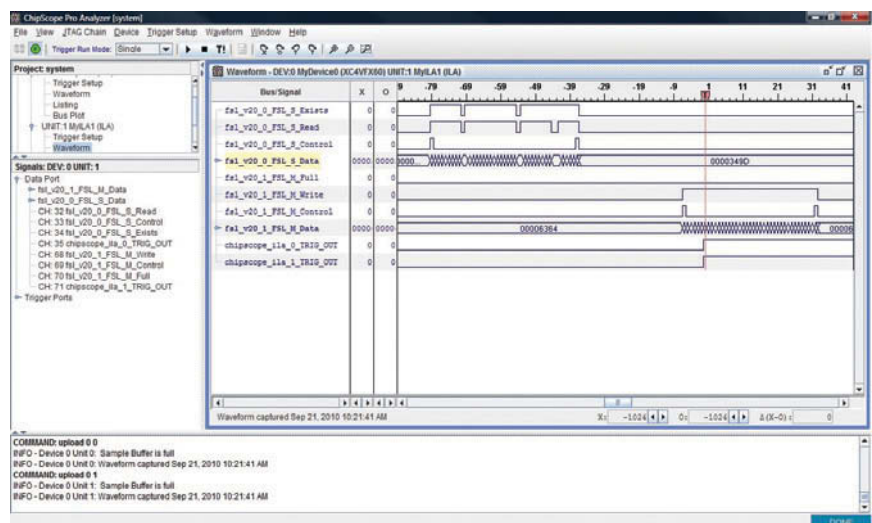 ChipScope Pro Analyzer [system]
File View JTAG Chain Device Trigger Setup Waveform Window Help
Trigger Run Mode: Single T!
Project: system
Trigger Setup
Waveform
Listing
Bus Plot
UNIT:1 MyILA1 (ILA)
Trigger Setup
Waveform
Signals: DEV: 0 UNIT: 1
Data Port
fsl_v20_1_FSL_M_Data
fsl_v20_0_FSL_S_Data
CH: 32 fsl_v20_0_FSL_S_Read
CH: 33 fsl_v20_0_FSL_S_Control
CH: 34 fsl_v20_0_FSL_S_Exists
CH: 35 chipscope_ila_0_TRIG_OUT
CH: 68 fsl_v20_1_FSL_M_Write
CH: 69 fsl_v20_1_FSL_M_Control
CH: 70 fsl_v20_1_FSL_M_Full
CH: 71 chipscope_ila_1_TRIG_OUT
Trigger Ports
Waveform - DEV:0 MyDevice0 (XC4VFX60) UNIT:1 MyILA1 (ILA)
Bus/Signal X O 9 -79 -69 -59 -49 -39 -29 -19 -9 1 11 21 31 41
fsl_v20_0_FSL_S_Exists 0 0
fsl_v20_0_FSL_S_Read 0 0
fsl_v20_0_FSL_S_Control 0 0
fsl_v20_0_FSL_S_Data 0000 0000 0000... 0000349D
fsl_v20_1_FSL_M_Full 0 0
fsl_v20_1_FSL_M_Write 0 0
fsl_v20_1_FSL_M_Control 0 0
fsl_v20_1_FSL_M_Data 0000 0000 00006364 00006
chipscope_ila_0_TRIG_OUT 0 0
chipscope_ila_1_TRIG_OUT 0 0
Waveform captured Sep 21, 2010 10:21:41 AM X: -1024 O: -1024 Δ(X-O): 0
COMMAND: upload 0 0
INFO - Device 0 Unit 0: Sample Buffer is full
INFO - Device 0 Unit 0: Waveform captured Sep 21, 2010 10:21:41 AM
COMMAND: upload 0 1
INFO - Device 0 Unit 1: Sample Buffer is full
INFO - Device 0 Unit 1: Waveform captured Sep 21, 2010 10:21:41 AM
DONE